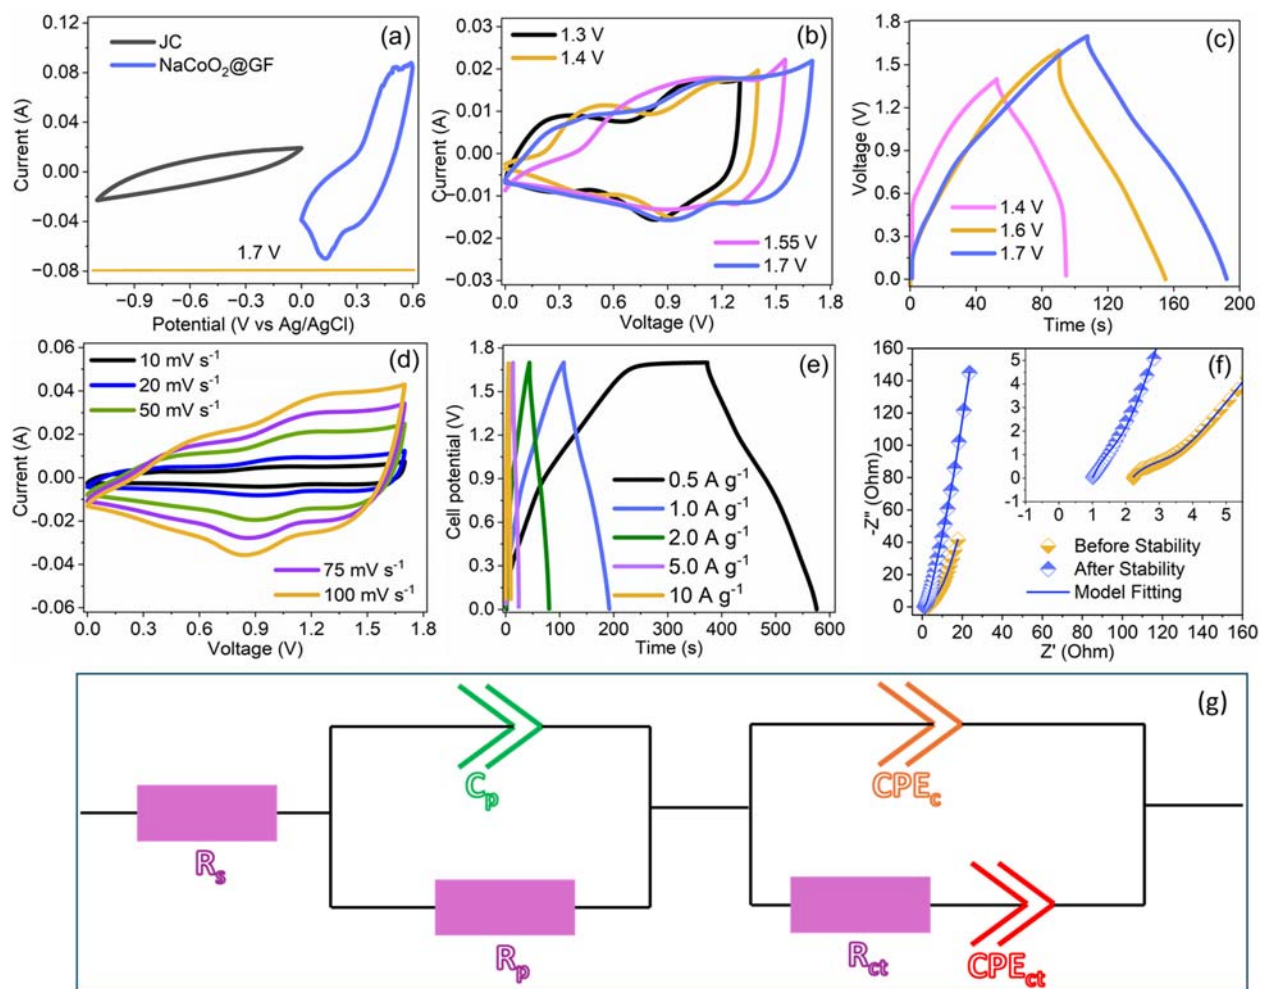 (a)
JC
NaCoO₂@GF
1.7 V
0.12
0.08
0.04
0.00
−0.04
−0.08
Current (A)
−0.9 −0.6 −0.3 0.0 0.3 0.6
Potential (V vs Ag/AgCl)
(b)
1.3 V
1.4 V
1.55 V
1.7 V
0.03
0.02
0.01
0.00
−0.01
−0.02
−0.03
Current (A)
0.0 0.3 0.6 0.9 1.2 1.5 1.8
Voltage (V)
(c)
1.4 V
1.6 V
1.7 V
1.8
1.5
1.2
0.9
0.6
0.3
0.0
Voltage (V)
0 40 80 120 160 200
Time (s)
(d)
10 mV s⁻¹
20 mV s⁻¹
50 mV s⁻¹
75 mV s⁻¹
100 mV s⁻¹
0.06
0.04
0.02
0.00
−0.02
−0.04
−0.06
Current (A)
0.0 0.3 0.6 0.9 1.2 1.5 1.8
Voltage (V)
(e)
0.5 A g⁻¹
1.0 A g⁻¹
2.0 A g⁻¹
5.0 A g⁻¹
10 A g⁻¹
1.8
1.5
1.2
0.9
0.6
0.3
0.0
Cell potential (V)
0 100 200 300 400 500 600
Time (s)
(f)
5
4
3
2
1
0
-1
-1 0 1 2 3 4 5
Before Stability
After Stability
Model Fitting
-160
-140
-120
-100
-80
-60
-40
-20
0
-Z'' (Ohm)
0 20 40 60 80 100 120 140 160
Z' (Ohm)
(g)
Cₚ
CPE_c
R_s
Rₚ
R_ct
CPE_ct